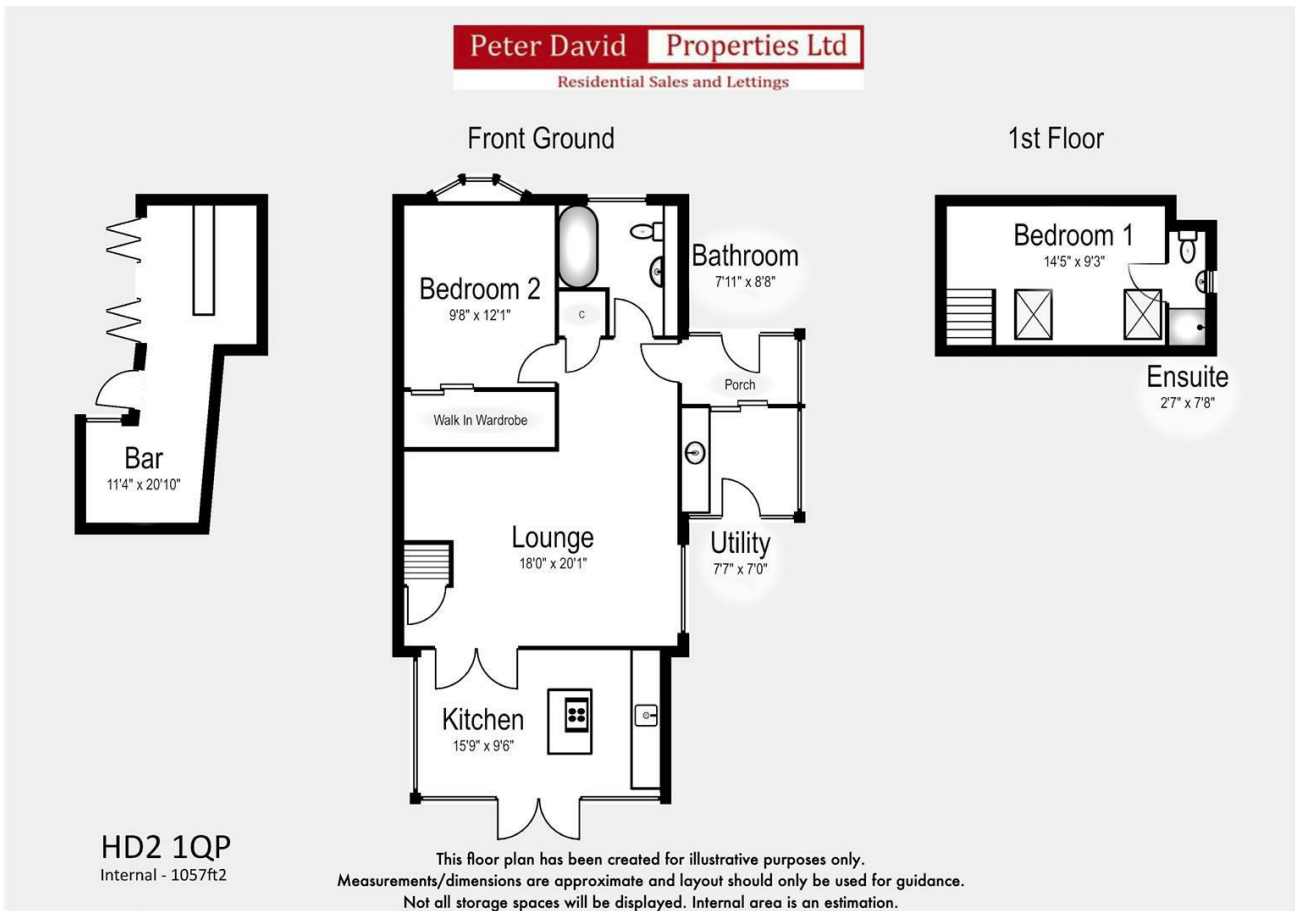 Peter David Properties Ltd
Residential Sales and Lettings
Front Ground
1st Floor
Bedroom 1
14'5" x 9'3"
Bathroom
7'11" x 8'8"
Bedroom 2
9'8" x 12'1"
C
Porch
Ensuite
2'7" x 7'8"
Walk In Wardrobe
Bar
11'4" x 20'10"
Lounge
18'0" x 20'1"
Utility
7'7" x 7'0"
Kitchen
15'9" x 9'6"
HD2 1QP
Internal - 1057ft2
This floor plan has been created for illustrative purposes only.
Measurements/dimensions are approximate and layout should only be used for guidance.
Not all storage spaces will be displayed. Internal area is an estimation.